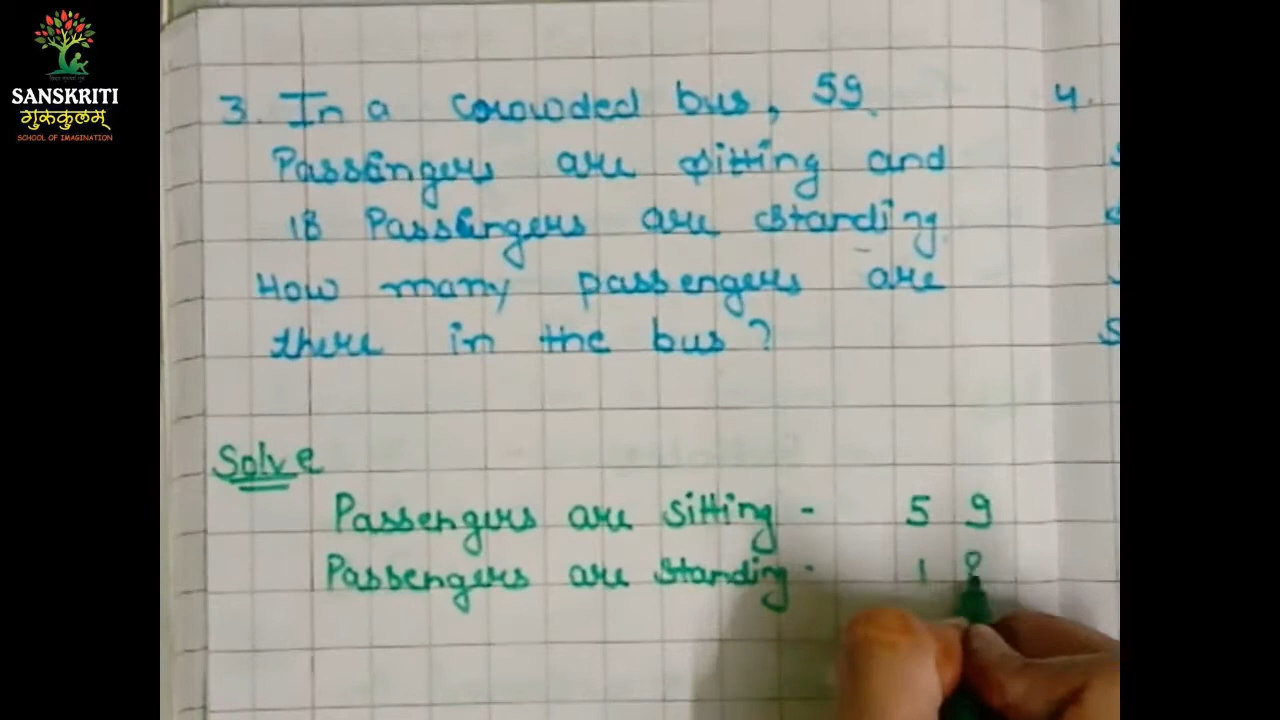 SANSKRITI
गुरुकुलम्
SCHOOL OF IMAGINATION
3. In a crowded bus, 59
Passengers are sitting and
18 Passengers are standing
How many passengers are
there in the bus?
4.
Solve
Passengers are sitting - 5 9
Passengers are standing - 1 8